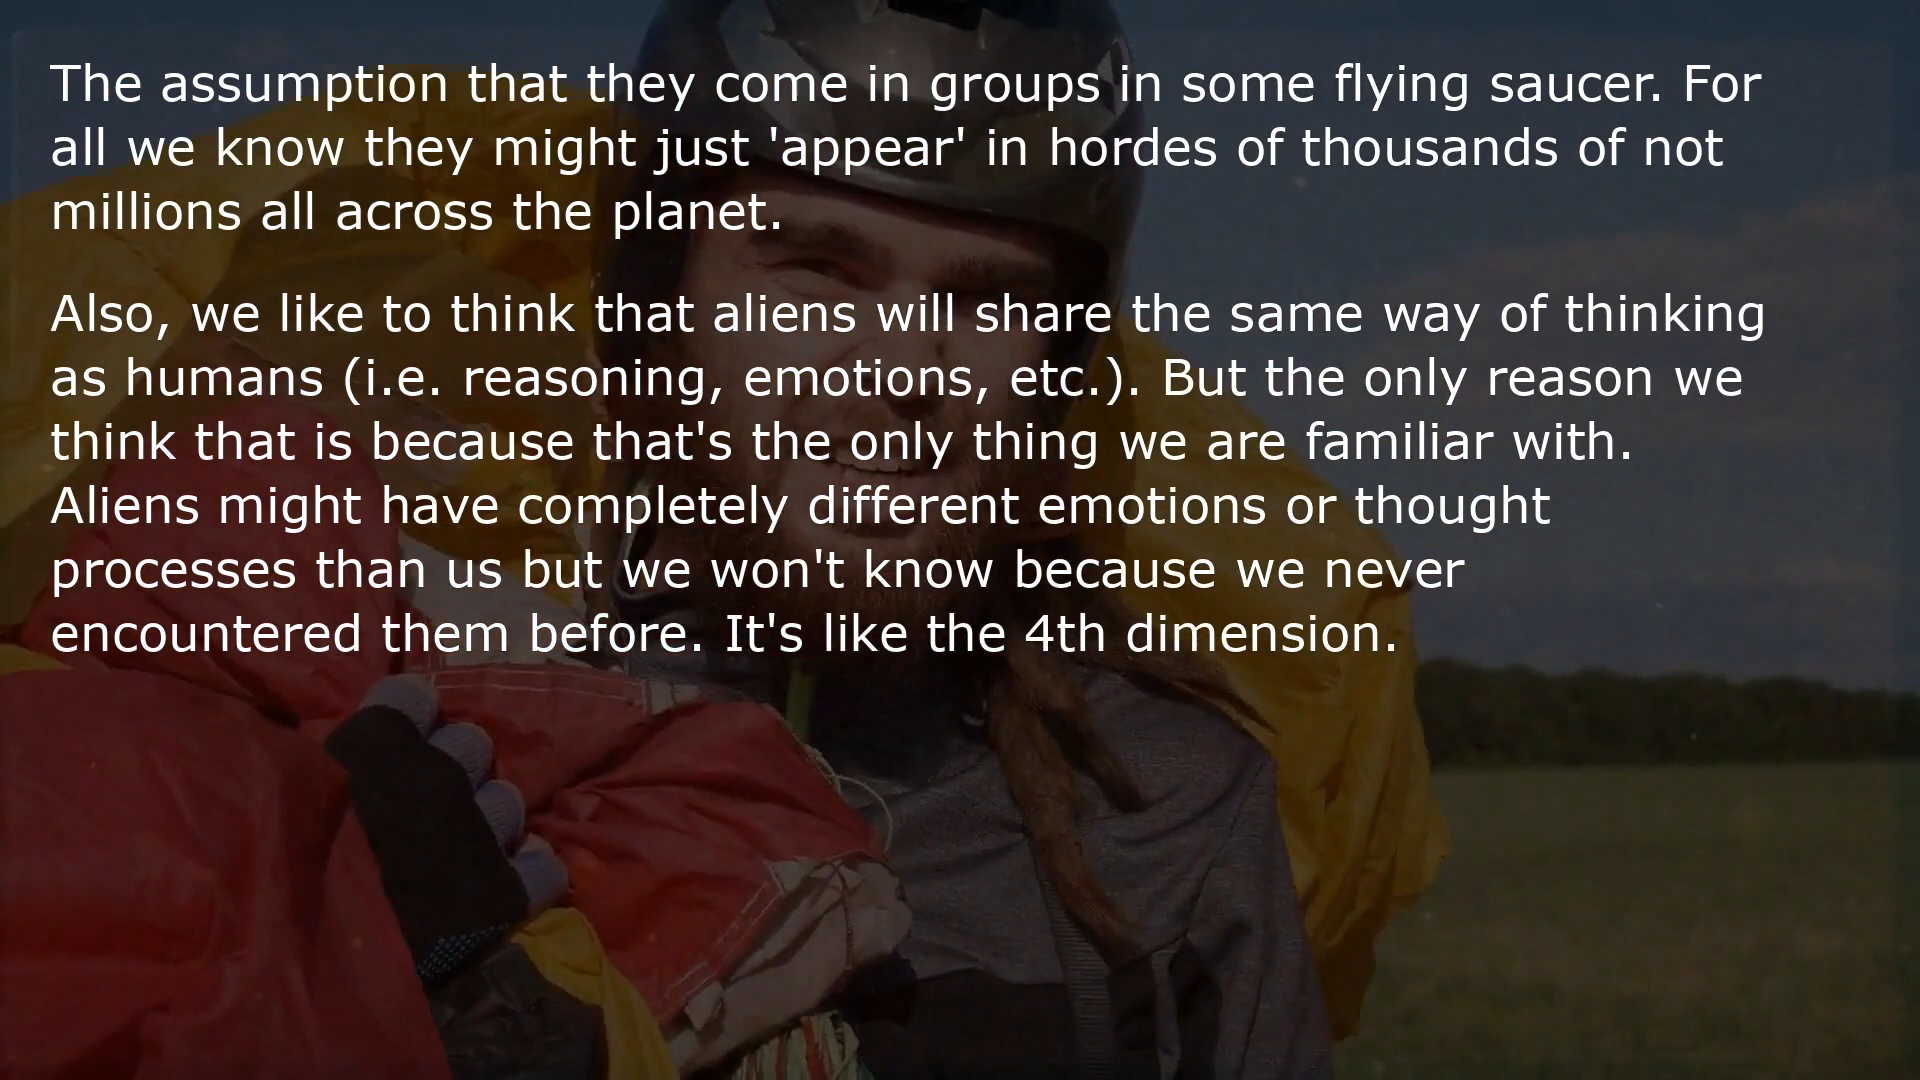 The assumption that they come in groups in some flying saucer. For
all we know they might just 'appear' in hordes of thousands of not
millions all across the planet.
Also, we like to think that aliens will share the same way of thinking
as humans (i.e. reasoning, emotions, etc.). But the only reason we
think that is because that's the only thing we are familiar with.
Aliens might have completely different emotions or thought
processes than us but we won't know because we never
encountered them before. It's like the 4th dimension.